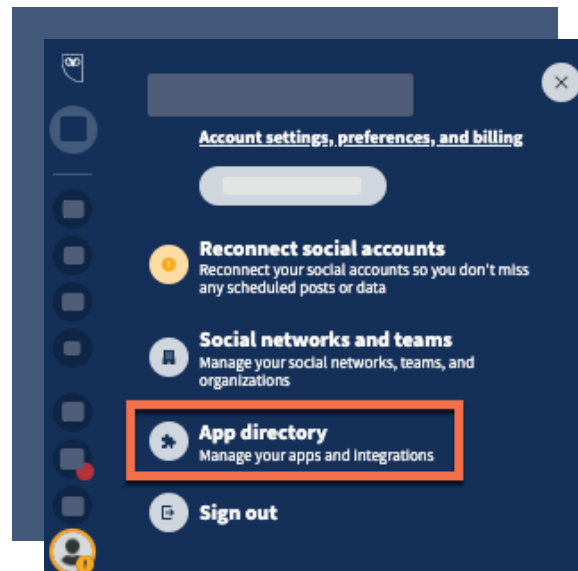 Account settings, preferences, and billing
Reconnect social accounts
Reconnect your social accounts so you don't miss
any scheduled posts or data
Social networks and teams
Manage your social networks, teams, and
organizations
App directory
Manage your apps and integrations
Sign out